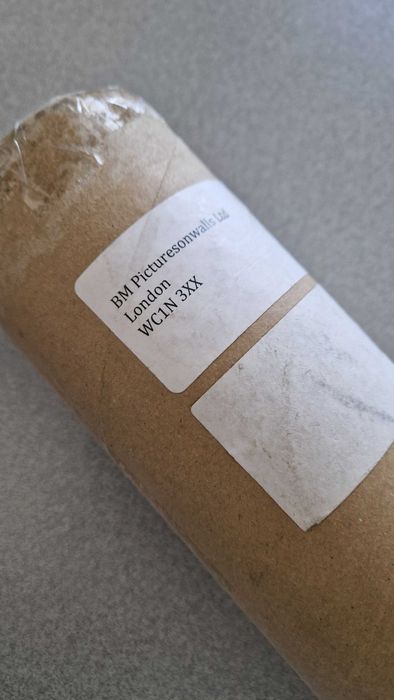 BM Picturesonwalls Ltd
London
WC1N 3XX